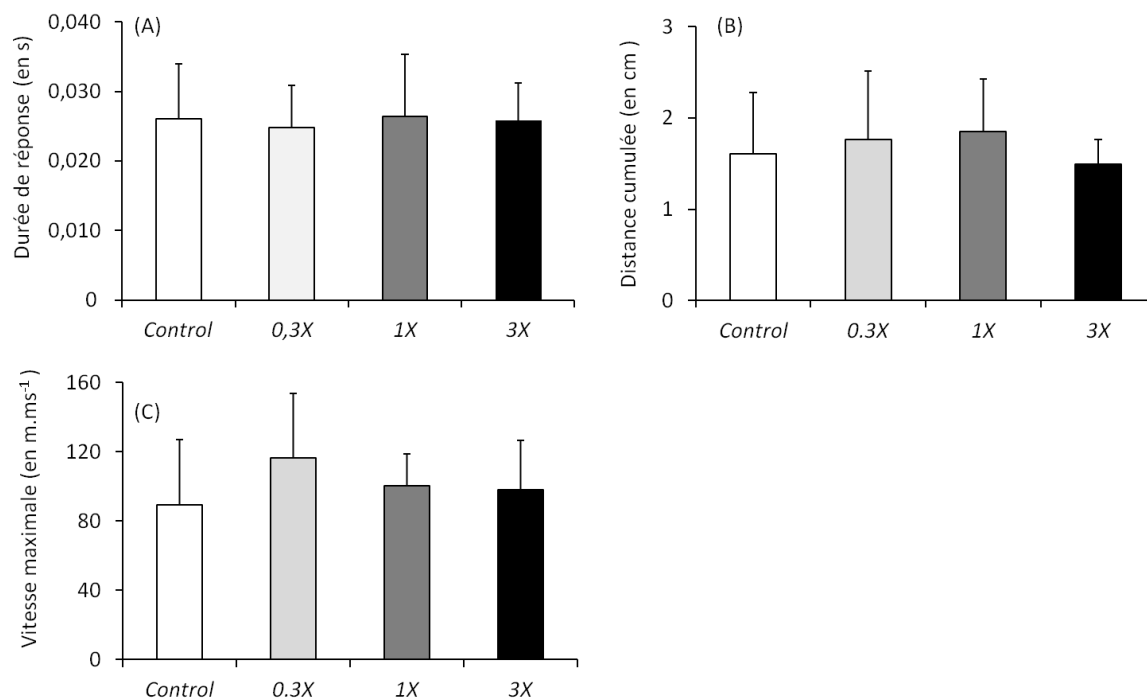 (A)
Durée de réponse (en s)
0,040
0,030
0,020
0,010
0
Control 0,3X 1X 3X
(B)
Distance cumulée (en cm )
3
2
1
0
Control 0.3X 1X 3X
(C)
Vitesse maximale (en m.ms⁻¹ )
160
120
80
40
0
Control 0.3X 1X 3X